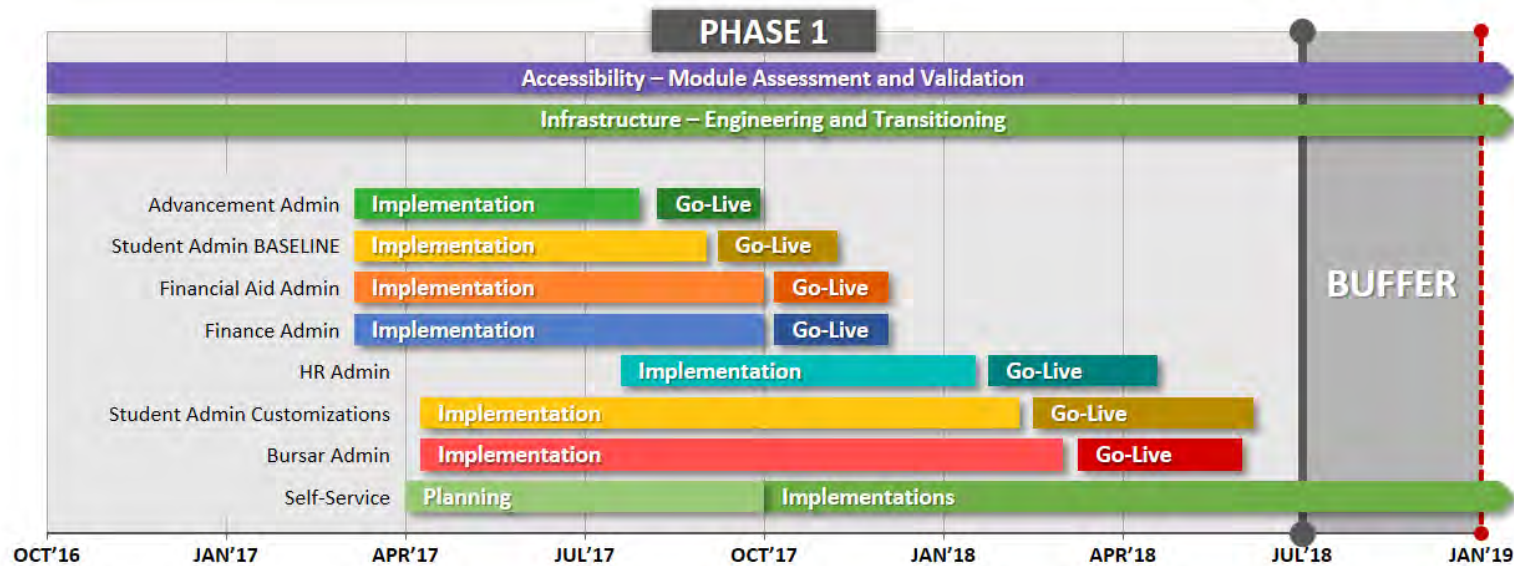 PHASE 1
Accessibility – Module Assessment and Validation
Infrastructure – Engineering and Transitioning
Advancement Admin Implementation Go-Live
Student Admin BASELINE Implementation Go-Live
Financial Aid Admin Implementation Go-Live
BUFFER
Finance Admin Implementation Go-Live
HR Admin Implementation Go-Live
Student Admin Customizations Implementation Go-Live
Bursar Admin Implementation Go-Live
Self-Service Planning Implementations
OCT'16 JAN'17 APR'17 JUL'17 OCT'17 JAN'18 APR'18 JUL'18 JAN'19